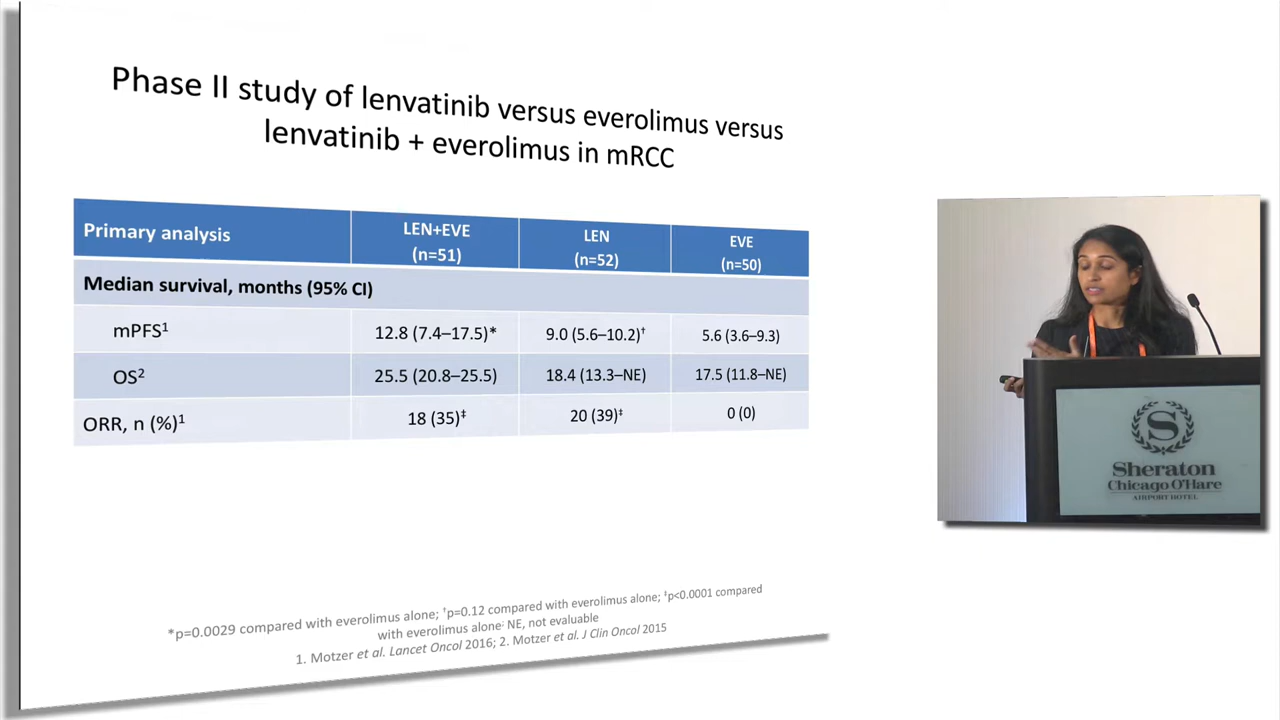 Phase II study of lenvatinib versus everolimus versus
lenvatinib + everolimus in mRCC
Primary analysis
LEN+EVE
(n=51)
LEN
(n=52)
EVE
(n=50)
Median survival, months (95% CI)
mPFS¹ 12.8 (7.4–17.5)* 9.0 (5.6–10.2)† 5.6 (3.6–9.3)
OS² 25.5 (20.8–25.5) 18.4 (13.3–NE) 17.5 (11.8–NE)
ORR, n (%)¹ 18 (35)‡ 20 (39)‡ 0 (0)
*p=0.0029 compared with everolimus alone; †p=0.12 compared with everolimus alone; ‡p<0.0001 compared
with everolimus alone; NE, not evaluable
1. Motzer et al. Lancet Oncol 2016; 2. Motzer et al. J Clin Oncol 2015
S
Sheraton
Chicago O'Hare
AIRPORT HOTEL